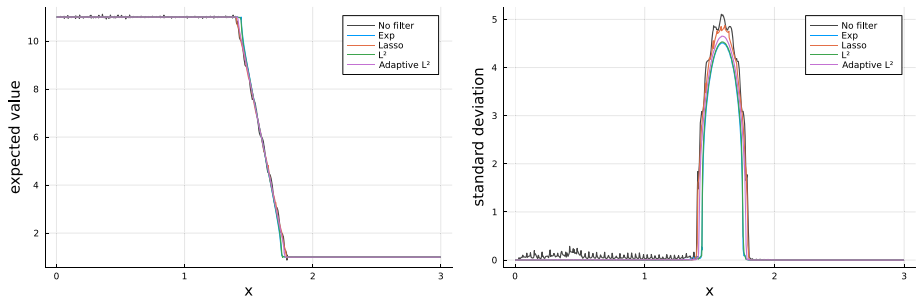 expected value
10
8
6
4
2
0
1
2
3
x
No filter
Exp
Lasso
L²
Adaptive L²
standard deviation
5
4
3
2
1
0
0
1
2
3
x
No filter
Exp
Lasso
L²
Adaptive L²